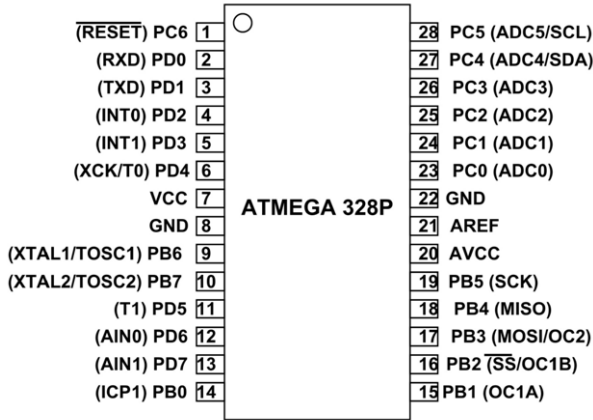 (RESET) PC6 1 28 PC5 (ADC5/SCL)
(RXD) PD0 2 27 PC4 (ADC4/SDA)
(TXD) PD1 3 26 PC3 (ADC3)
(INT0) PD2 4 25 PC2 (ADC2)
(INT1) PD3 5 24 PC1 (ADC1)
(XCK/T0) PD4 6 23 PC0 (ADC0)
VCC 7 22 GND
ATMEGA 328P
GND 8 21 AREF
(XTAL1/TOSC1) PB6 9 20 AVCC
(XTAL2/TOSC2) PB7 10 19 PB5 (SCK)
(T1) PD5 11 18 PB4 (MISO)
(AIN0) PD6 12 17 PB3 (MOSI/OC2)
(AIN1) PD7 13 16 PB2 (SS/OC1B)
(ICP1) PB0 14 15 PB1 (OC1A)